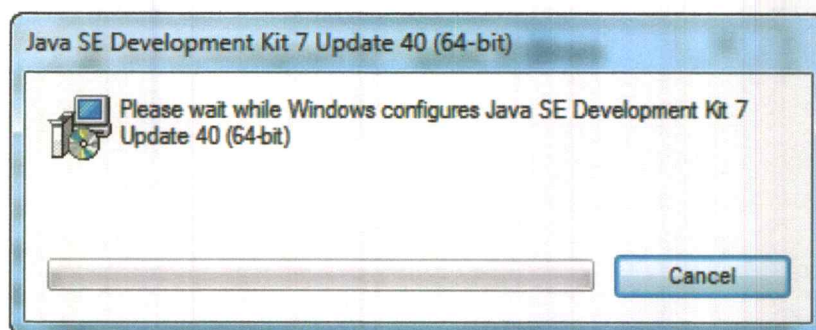 Java SE Development Kit 7 Update 40 (64-bit)
Please wait while Windows configures Java SE Development Kit 7
Update 40 (64-bit)
Cancel